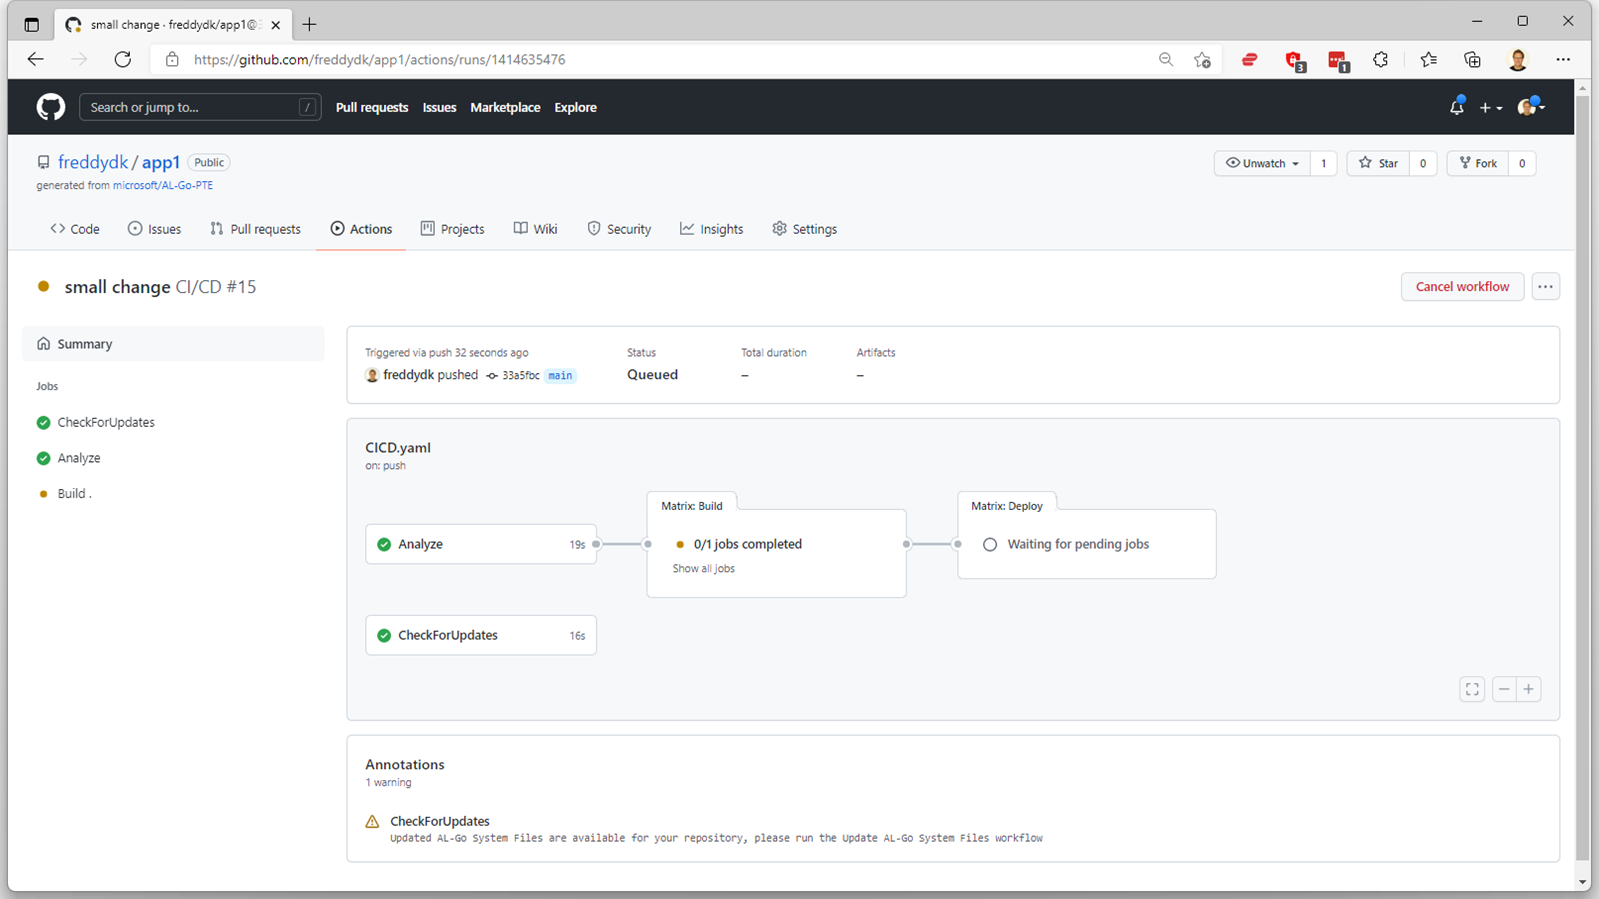 small change · freddydk/app1@
https://github.com/freddydk/app1/actions/runs/1414635476
3
1
Search or jump to...
/
Pull requests
Issues
Marketplace
Explore
freddydk / app1
Public
generated from microsoft/AL-Go-PTE
Unwatch
1
Star
0
Fork
0
Code
Issues
Pull requests
Actions
Projects
Wiki
Security
Insights
Settings
small change CI/CD #15
Cancel workflow
Summary
Jobs
CheckForUpdates
Analyze
Build .
Triggered via push 32 seconds ago
freddydk pushed 33a5fbc main
Status
Queued
Total duration
–
Artifacts
–
CICD.yaml
on: push
Analyze
19s
Matrix: Build
0/1 jobs completed
Show all jobs
Matrix: Deploy
Waiting for pending jobs
CheckForUpdates
16s
Annotations
1 warning
CheckForUpdates
Updated AL-Go System Files are available for your repository, please run the Update AL-Go System Files workflow